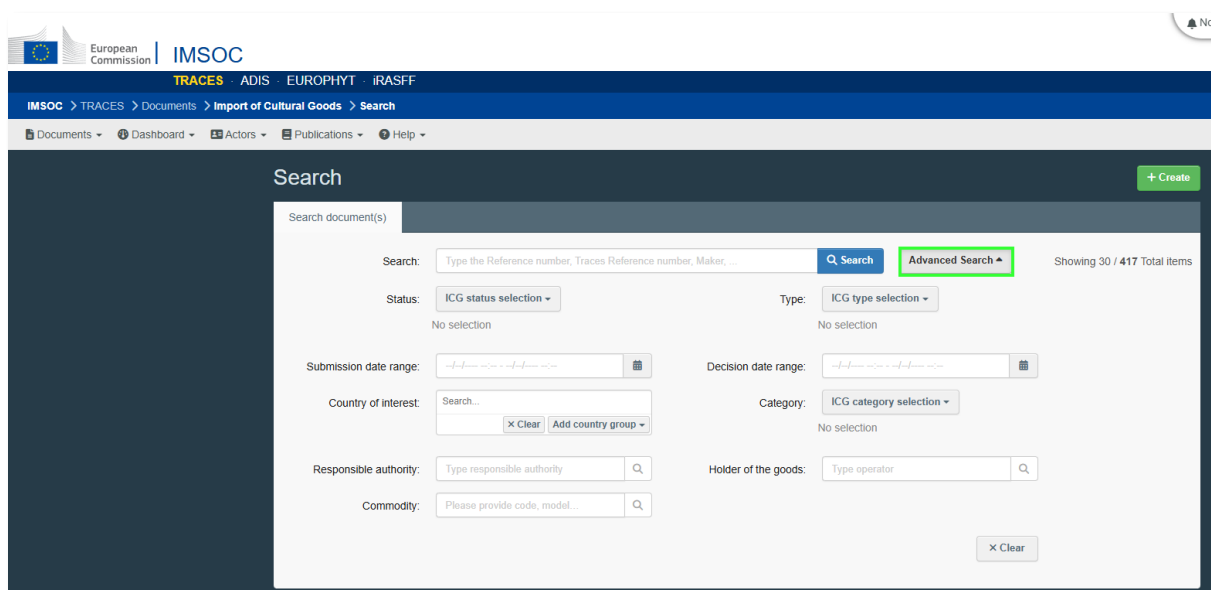 No
European
Commission
IMSOC
TRACES · ADIS · EUROPHYT · iRASFF
IMSOC > TRACES > Documents > Import of Cultural Goods > Search
Documents Dashboard Actors Publications Help
Search
+ Create
Search document(s)
Search: Type the Reference number, Traces Reference number, Maker, ... Search Advanced Search Showing 30 / 417 Total items
Status: ICG status selection Type: ICG type selection
No selection No selection
Submission date range: --/--/---- --:-- - --/--/---- --:-- Decision date range: --/--/---- --:-- - --/--/---- --:--
Country of interest: Search... Category: ICG category selection
× Clear Add country group No selection
Responsible authority: Type responsible authority Holder of the goods: Type operator
Commodity: Please provide code, model...
× Clear